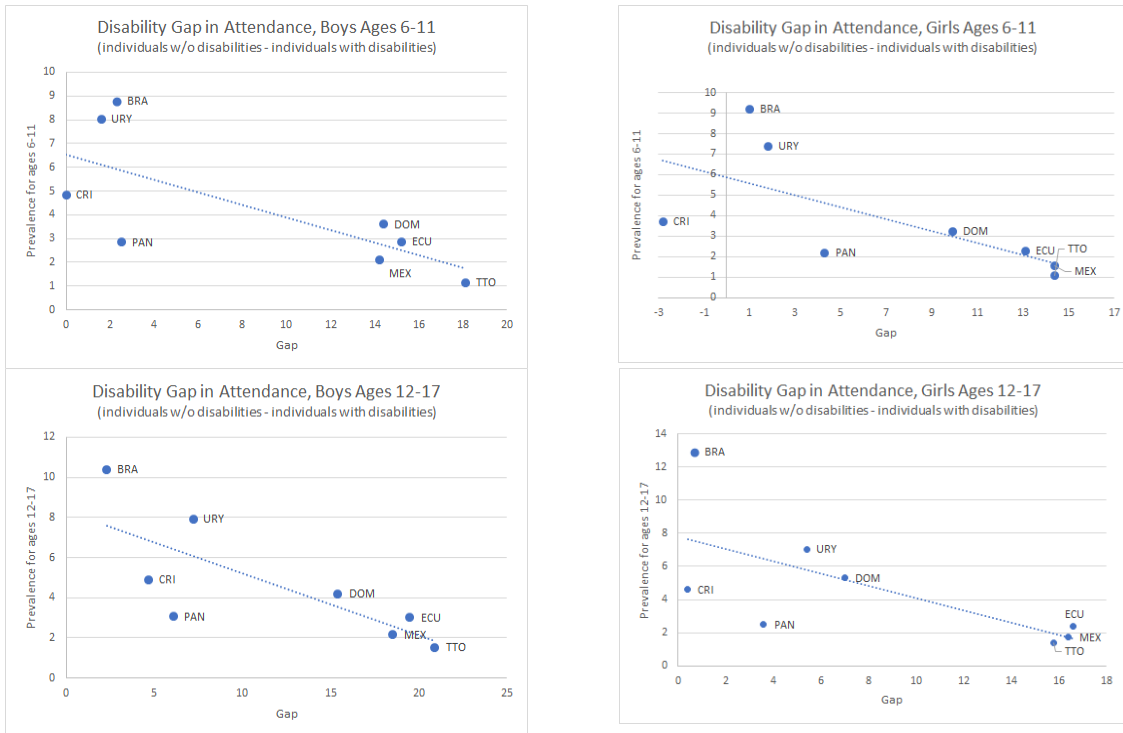 Disability Gap in Attendance, Boys Ages 6-11
(individuals w/o disabilities - individuals with disabilities)
Prevalence for ages 6-11
10
9
8
7
6
5
4
3
2
1
0
BRA
URY
CRI
PAN
DOM
ECU
MEX
TTO
0 2 4 6 8 10 12 14 16 18 20
Gap
Disability Gap in Attendance, Girls Ages 6-11
(individuals w/o disabilities - individuals with disabilities)
Prevalence for ages 6-11
10
9
8
7
6
5
4
3
2
1
0
BRA
URY
CRI
PAN
DOM
ECU
TTO
MEX
-3 -1 1 3 5 7 9 11 13 15 17
Gap
Disability Gap in Attendance, Boys Ages 12-17
(individuals w/o disabilities - individuals with disabilities)
Prevalence for ages 12-17
12
10
8
6
4
2
0
BRA
URY
CRI
PAN
DOM
ECU
MEX
TTO
0 5 10 15 20 25
Gap
Disability Gap in Attendance, Girls Ages 12-17
(individuals w/o disabilities - individuals with disabilities)
Prevalence for ages 12-17
14
12
10
8
6
4
2
0
BRA
URY
DOM
CRI
PAN
ECU
MEX
TTO
0 2 4 6 8 10 12 14 16 18
Gap